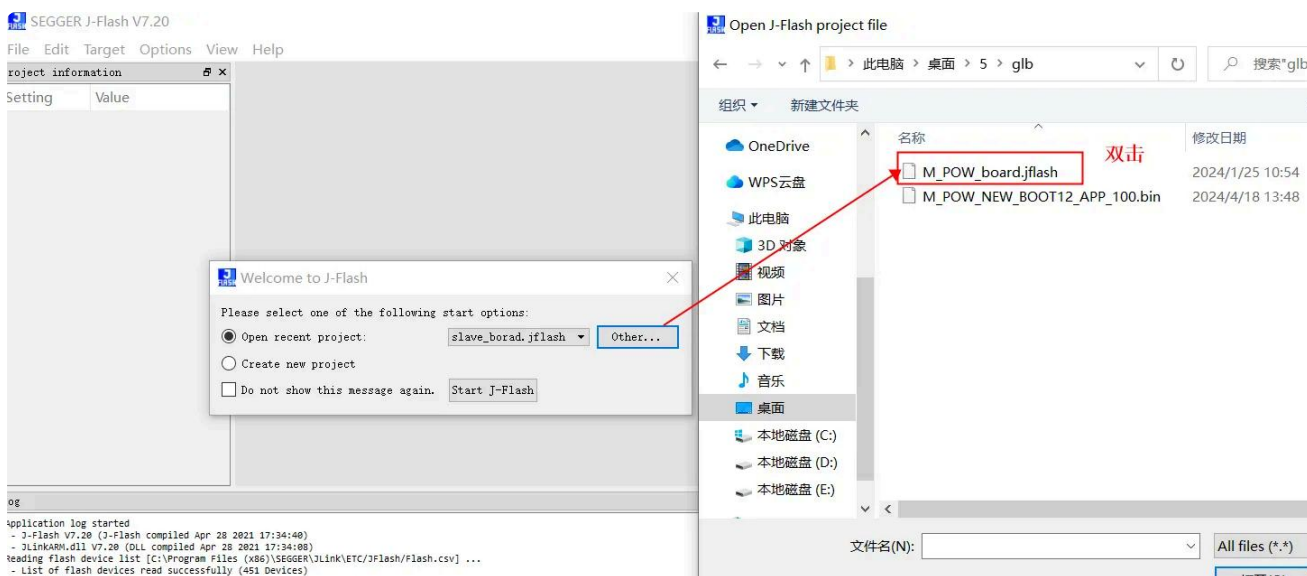 SEGGER J-Flash V7.20
File Edit Target Options View Help
roject information
Setting Value
Welcome to J-Flash
Please select one of the following start options:
Open recent project: slave_borad.jflash Other...
Create new project
Do not show this message again. Start J-Flash
og
Application log started
- J-Flash V7.20 (J-Flash compiled Apr 28 2021 17:34:40)
- JLinkARM.dll V7.20 (DLL compiled Apr 28 2021 17:34:08)
Reading flash device list [C:\Program Files (x86)\SEGGER\JLink\ETC/JFlash/Flash.csv] ...
- List of flash devices read successfully (451 Devices)
Open J-Flash project file
此电脑 > 桌面 > 5 > glb
搜索"glb
组织 新建文件夹
名称 修改日期
双击
M_POW_board.jflash 2024/1/25 10:54
M_POW_NEW_BOOT12_APP_100.bin 2024/4/18 13:48
OneDrive
WPS云盘
此电脑
3D 对象
视频
图片
文档
下载
音乐
桌面
本地磁盘 (C:)
本地磁盘 (D:)
本地磁盘 (E:)
文件名(N): All files (*.*)